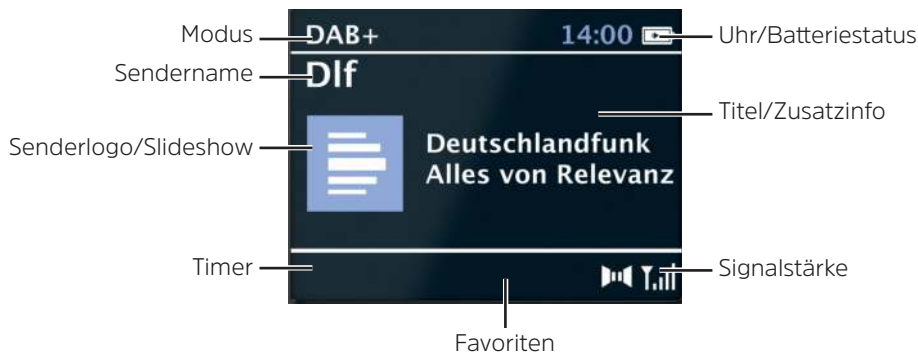 Modus
DAB+
14:00
Uhr/Batteriestatus
Sendername
Dlf
Titel/Zusatzinfo
Senderlogo/Slideshow
Deutschlandfunk
Alles von Relevanz
Timer
Signalstärke
Favoriten